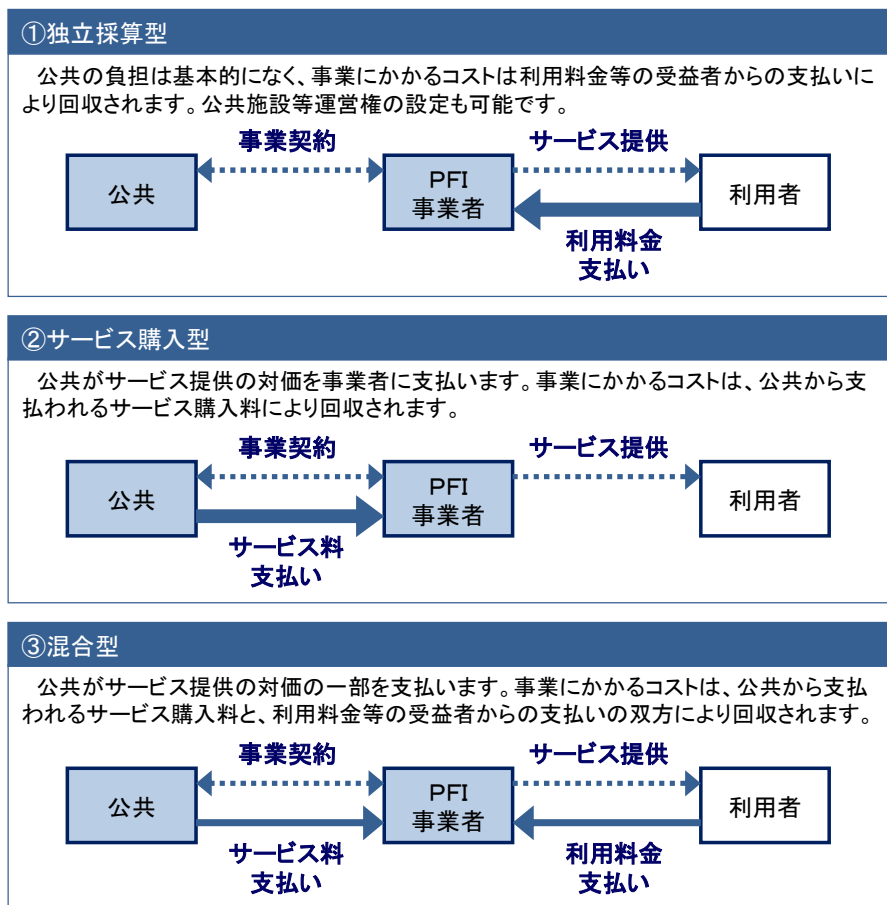 ①独立採算型
公共の負担は基本的になく、事業にかかるコストは利用料金等の受益者からの支払いに
より回収されます。公共施設等運営権の設定も可能です。
事業契約
サービス提供
公共
PFI
事業者
利用者
利用料金
支払い
②サービス購入型
公共がサービス提供の対価を事業者に支払います。事業にかかるコストは、公共から支
払われるサービス購入料により回収されます。
事業契約
サービス提供
公共
PFI
事業者
利用者
サービス料
支払い
③混合型
公共がサービス提供の対価の一部を支払います。事業にかかるコストは、公共から支払
われるサービス購入料と、利用料金等の受益者からの支払いの双方により回収されます。
事業契約
サービス提供
公共
PFI
事業者
利用者
サービス料
支払い
利用料金
支払い